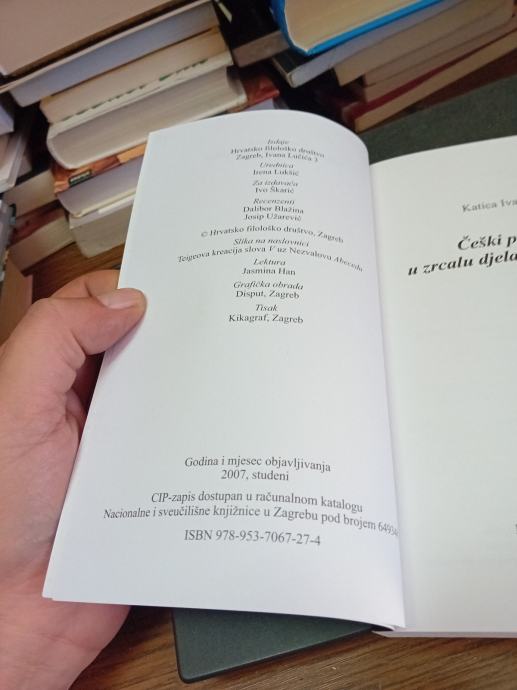 Izdaje
Hrvatsko filološko društvo
Zagreb, Ivana Lučića 3
Urednica
Irena Lukšić
Za izdavača
Ivo Škarić
Recenzenti
Dalibor Blažina
Josip Užarević
© Hrvatsko filološko društvo, Zagreb
Slika na naslovnici
Teigeova kreacija slova F uz Nezvalovu Abecedu
Lektura
Jasmina Han
Grafička obrada
Disput, Zagreb
Tisak
Kikagraf, Zagreb
Godina i mjesec objavljivanja
2007, studeni
CIP-zapis dostupan u računalnom katalogu
Nacionalne i sveučilišne knjižnice u Zagrebu pod brojem
ISBN 978-953-7067-27-4
Katica Iva
Češki p
u zrcalu djela